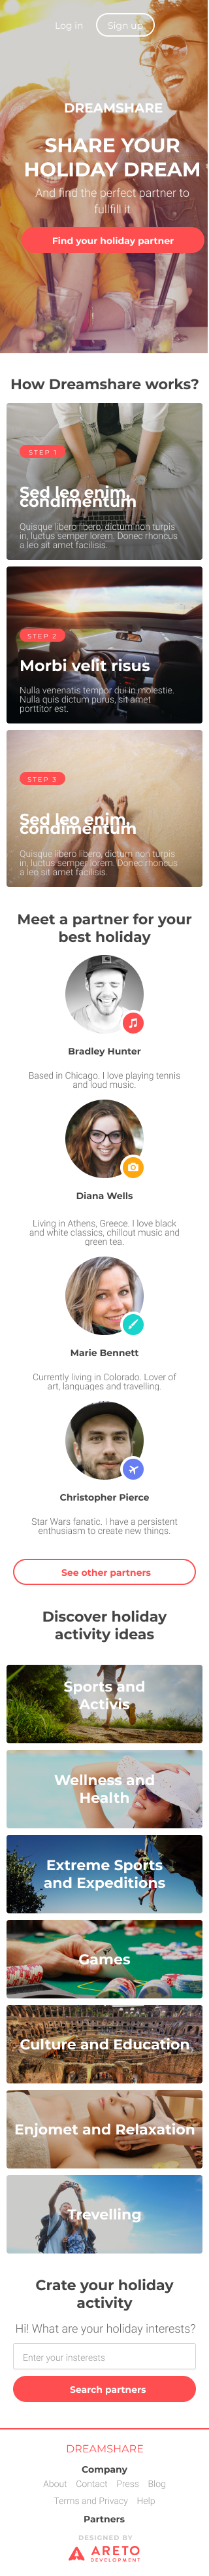 Log in Sign up
DREAMSHARE
SHARE YOUR
HOLIDAY DREAM
And find the perfect partner to
fullfill it
Find your holiday partner
How Dreamshare works?
STEP 1
Sed leo enim,
condimentum
Quisque libero libero, dictum non turpis
in, luctus semper lorem. Donec rhoncus
a leo sit amet facilisis.
STEP 2
Morbi velit risus
Nulla venenatis tempor dui in molestie.
Nulla quis dictum purus, sit amet
porttitor est.
STEP 3
Sed leo enim,
condimentum
Quisque libero libero, dictum non turpis
in, luctus semper lorem. Donec rhoncus
a leo sit amet facilisis.
Meet a partner for your
best holiday
Bradley Hunter
Based in Chicago. I love playing tennis
and loud music.
Diana Wells
Living in Athens, Greece. I love black
and white classics, chillout music and
green tea.
Marie Bennett
Currently living in Colorado. Lover of
art, languages and travelling.
Christopher Pierce
Star Wars fanatic. I have a persistent
enthusiasm to create new things.
See other partners
Discover holiday
activity ideas
Sports and
Activis
Wellness and
Health
Extreme Sports
and Expeditions
Games
Culture and Education
Enjomet and Relaxation
Trevelling
Crate your holiday
activity
Hi! What are your holiday interests?
Enter your insterests
Search partners
DREAMSHARE
Company
About Contact Press Blog
Terms and Privacy Help
Partners
DESIGNED BY
ARETO
DEVELOPMENT